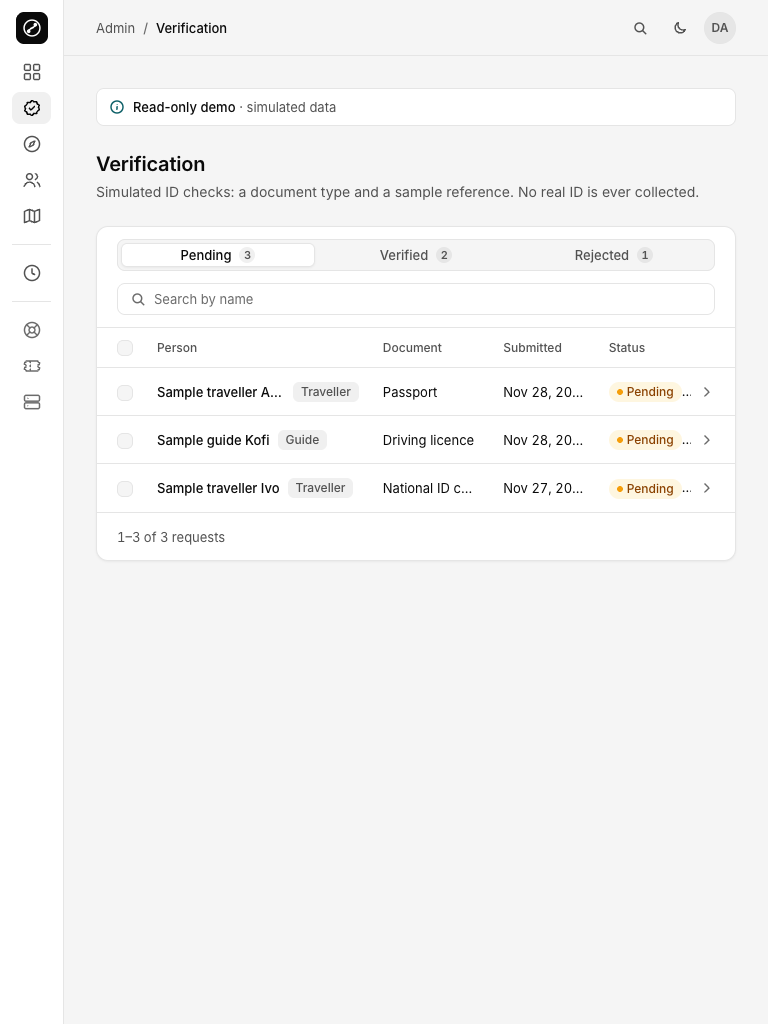 Admin / Verification
DA
Read-only demo · simulated data
Verification
Simulated ID checks: a document type and a sample reference. No real ID is ever collected.
Pending 3 Verified 2 Rejected 1
Search by name
Person Document Submitted Status
Sample traveller A... Traveller Passport Nov 28, 20... Pending ...
Sample guide Kofi Guide Driving licence Nov 28, 20... Pending ...
Sample traveller Ivo Traveller National ID c... Nov 27, 20... Pending ...
1–3 of 3 requests